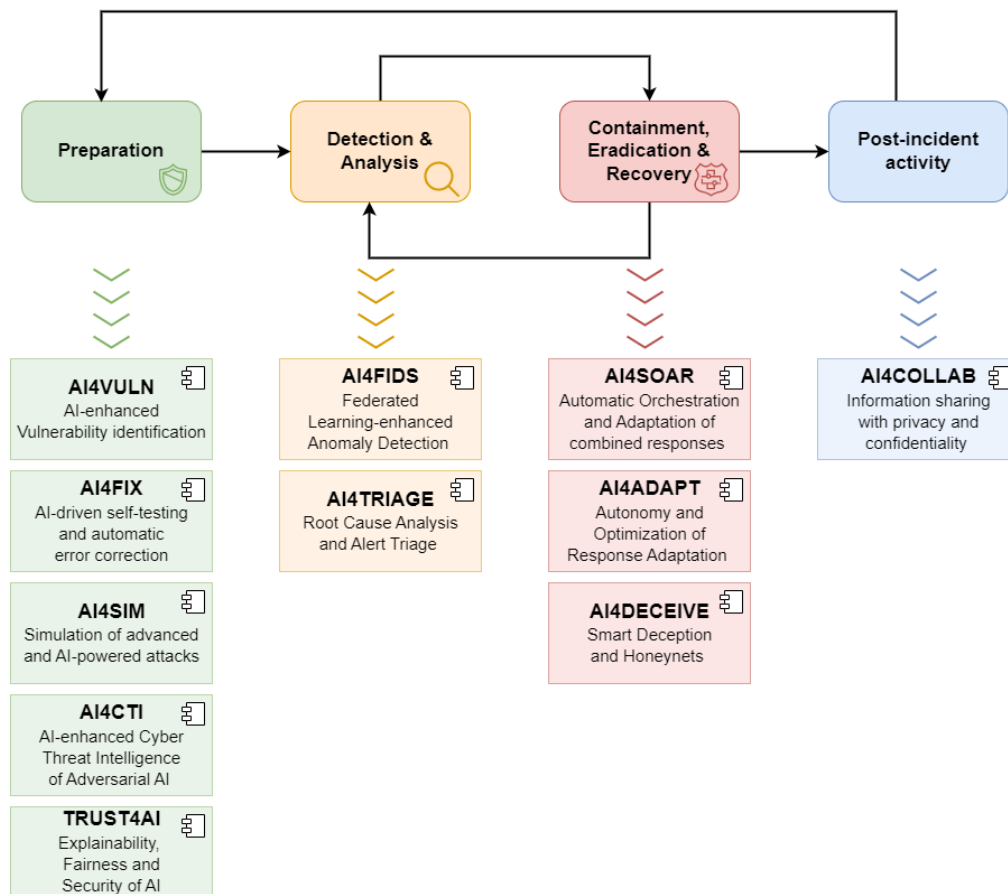 Preparation
Detection &
Analysis
Containment,
Eradication &
Recovery
Post-incident
activity
AI4VULN
AI-enhanced
Vulnerability identification
AI4FIX
AI-driven self-testing
and automatic
error correction
AI4SIM
Simulation of advanced
and AI-powered attacks
AI4CTI
AI-enhanced Cyber
Threat Intelligence
of Adversarial AI
TRUST4AI
Explainability,
Fairness and
Security of AI
AI4FIDS
Federated
Learning-enhanced
Anomaly Detection
AI4TRIAGE
Root Cause Analysis
and Alert Triage
AI4SOAR
Automatic Orchestration
and Adaptation of
combined responses
AI4ADAPT
Autonomy and
Optimization of
Response Adaptation
AI4DECEIVE
Smart Deception
and Honeynets
AI4COLLAB
Information sharing
with privacy and
confidentiality